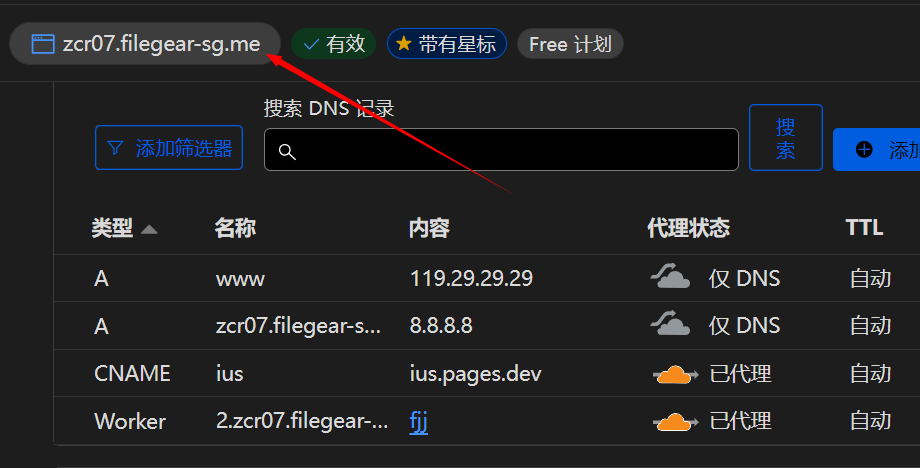 zcr07.filegear-sg.me 有效 带有星标 Free 计划
搜索 DNS 记录
添加筛选器 搜索 添加
类型 名称 内容 代理状态 TTL
A www 119.29.29.29 仅 DNS 自动
A zcr07.filegear-s... 8.8.8.8 仅 DNS 自动
CNAME ius ius.pages.dev 已代理 自动
Worker 2.zcr07.filegear-... fjj 已代理 自动